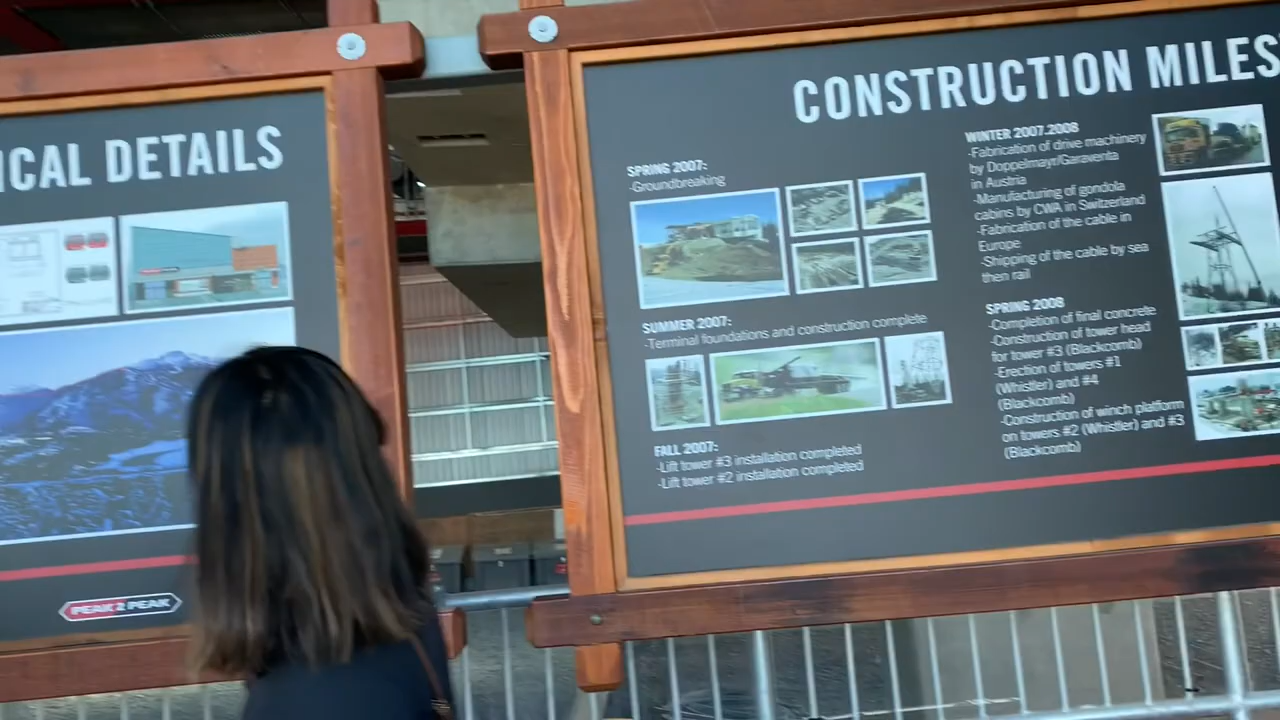 ICAL DETAILS
PEAK 2 PEAK
CONSTRUCTION MILES
SPRING 2007:
-Groundbreaking
SUMMER 2007:
-Terminal foundations and construction complete
FALL 2007:
-Lift tower #3 installation completed
-Lift tower #2 installation completed
WINTER 2007.2008
-Fabrication of drive machinery
by Doppelmayr/Garaventa
in Austria
-Manufacturing of gondola
cabins by CWA in Switzerland
-Fabrication of the cable in
Europe
-Shipping of the cable by sea
then rail
SPRING 2008
-Completion of final concrete
-Construction of tower head
for tower #3 (Blackcomb)
-Erection of towers #1
(Whistler) and #4
(Blackcomb)
-Construction of winch platform
on towers #2 (Whistler) and #3
(Blackcomb)